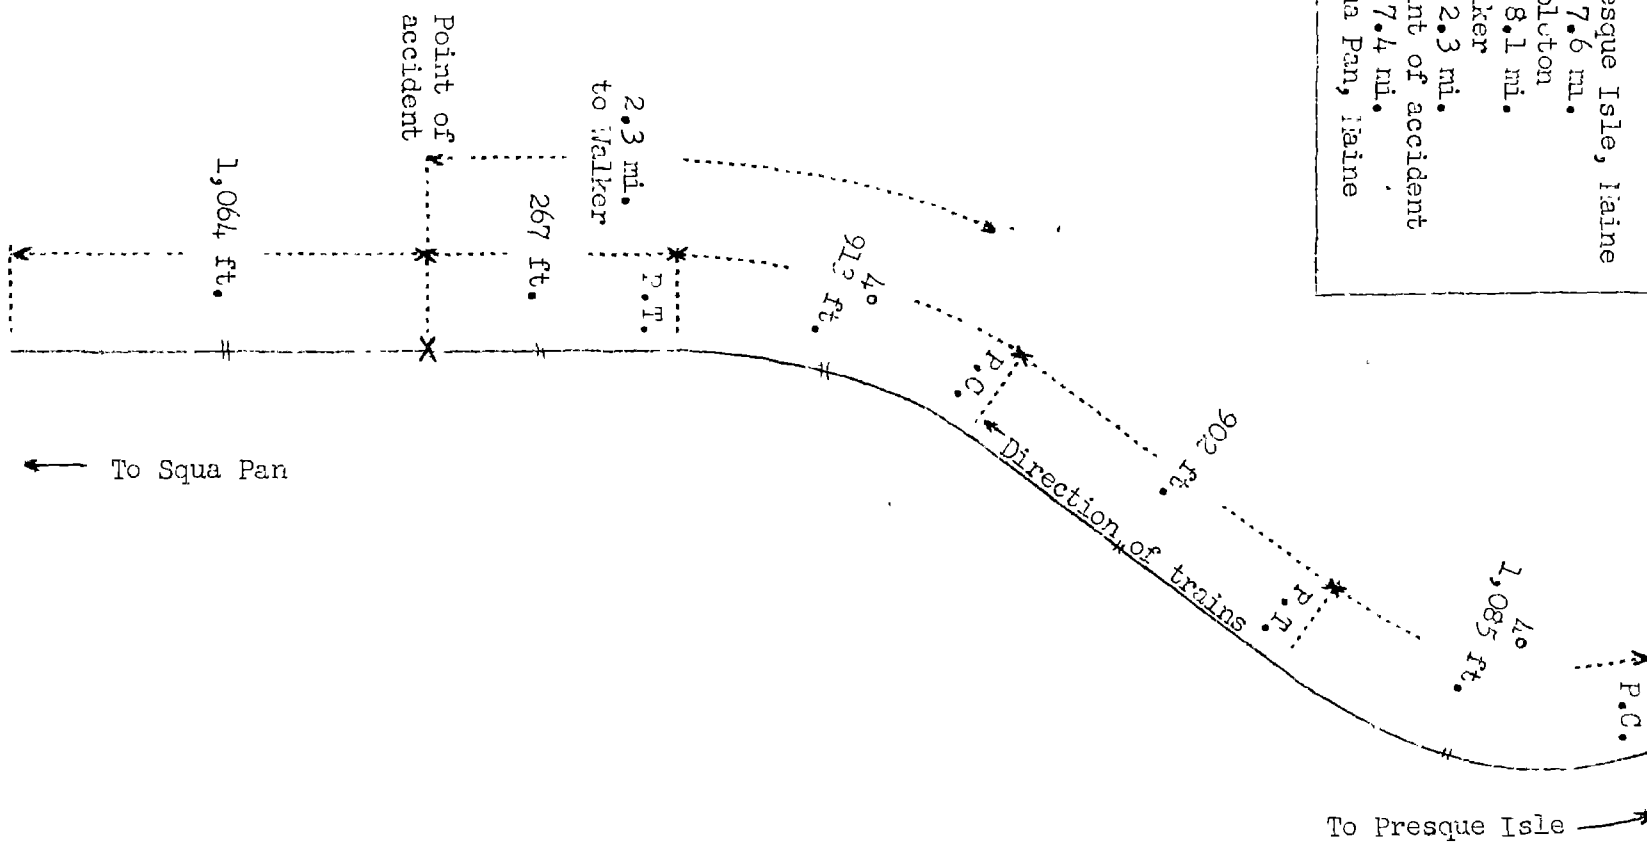 esque Isle, Maine
7.6 mi.
8.1 mi.
ker
2.3 mi.
nt of accident
7.4 mi.
a Pan, Maine
Point of
accident
2.3 mi.
to Walker
1,064 ft.
267 ft.
P.T.
4°
ft.
P.C.
902 ft.
Direction of trains
P.T.
4°
1,085 ft.
P.C.
To Squa Pan
To Presque Isle